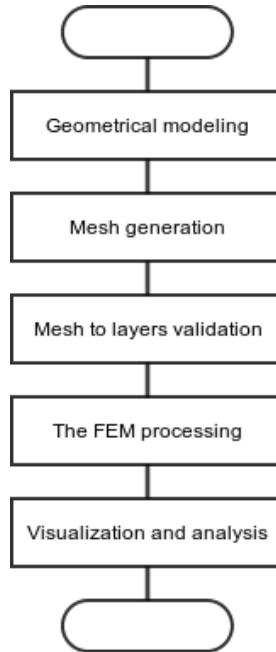 Geometrical modeling
Mesh generation
Mesh to layers validation
The FEM processing
Visualization and analysis